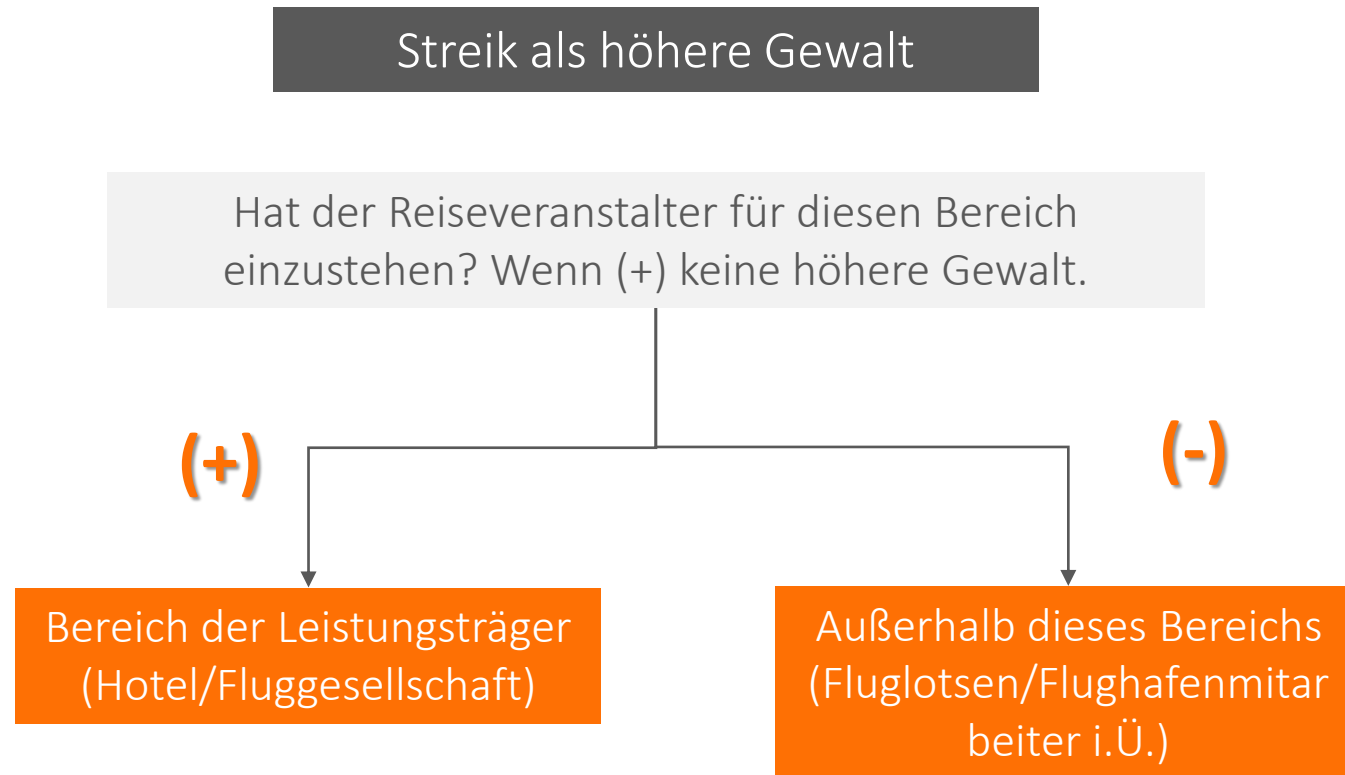 Streik als höhere Gewalt
Hat der Reiseveranstalter für diesen Bereich
einzustehen? Wenn (+) keine höhere Gewalt.
(+)
(-)
Bereich der Leistungsträger
(Hotel/Fluggesellschaft)
Außerhalb dieses Bereichs
(Fluglotsen/Flughafenmitar
beiter i.Ü.)